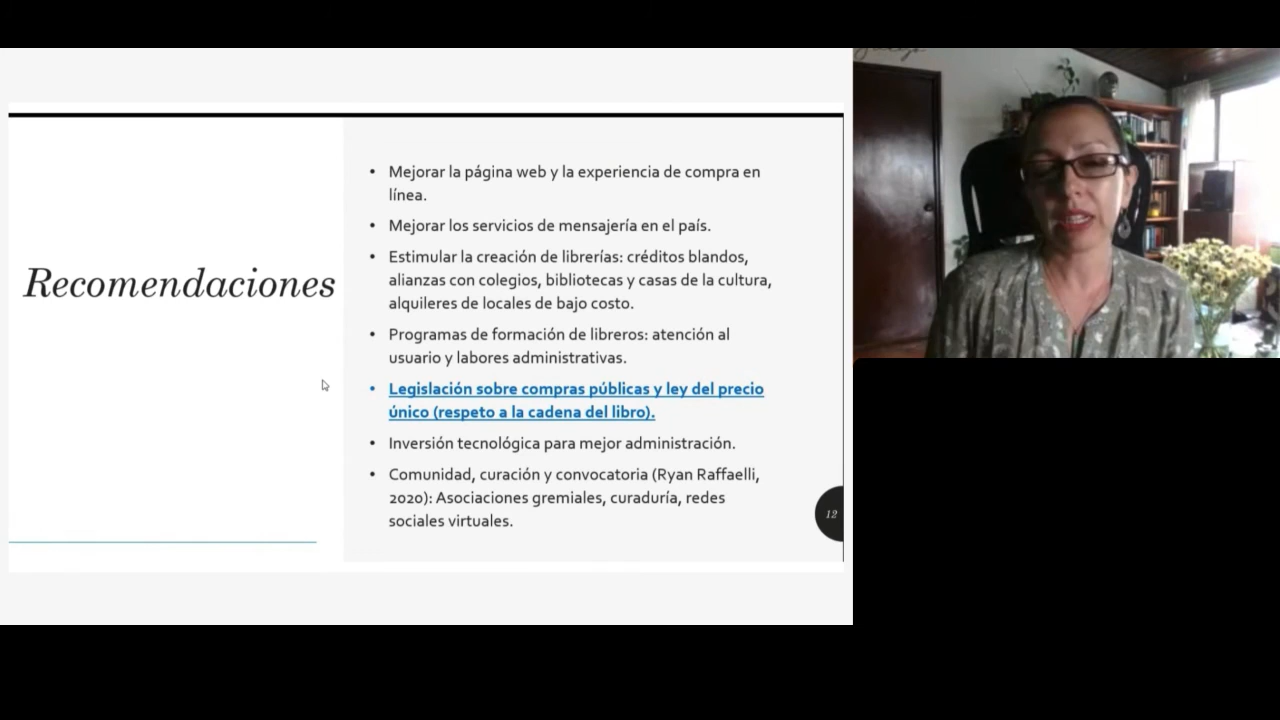 Recomendaciones
• Mejorar la página web y la experiencia de compra en
línea.
• Mejorar los servicios de mensajería en el país.
• Estimular la creación de librerías: créditos blandos,
alianzas con colegios, bibliotecas y casas de la cultura,
alquileres de locales de bajo costo.
• Programas de formación de libreros: atención al
usuario y labores administrativas.
• Legislación sobre compras públicas y ley del precio
único (respeto a la cadena del libro).
• Inversión tecnológica para mejor administración.
• Comunidad, curación y convocatoria (Ryan Raffaelli,
2020): Asociaciones gremiales, curaduría, redes
sociales virtuales.
12